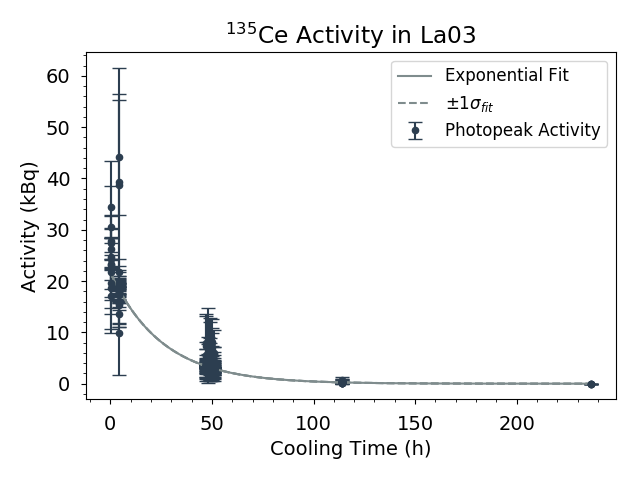 ¹³⁵Ce Activity in La03
Exponential Fit
±1σ_fit
Photopeak Activity
Activity (kBq)
60
50
40
30
20
10
0
0 50 100 150 200
Cooling Time (h)